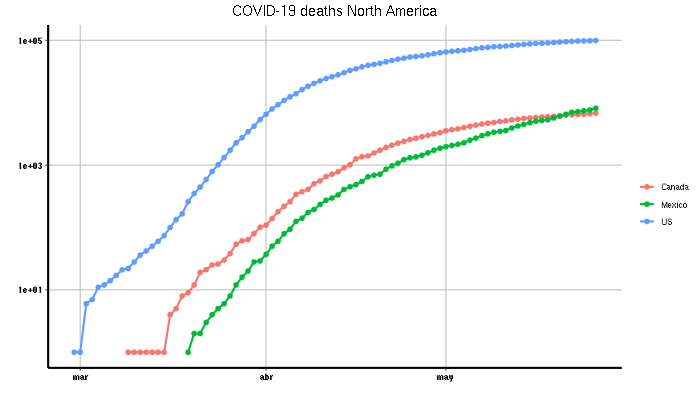 COVID-19 deaths North America
1e+05
1e+03
1e+01
mar abr may
Canada
Mexico
US